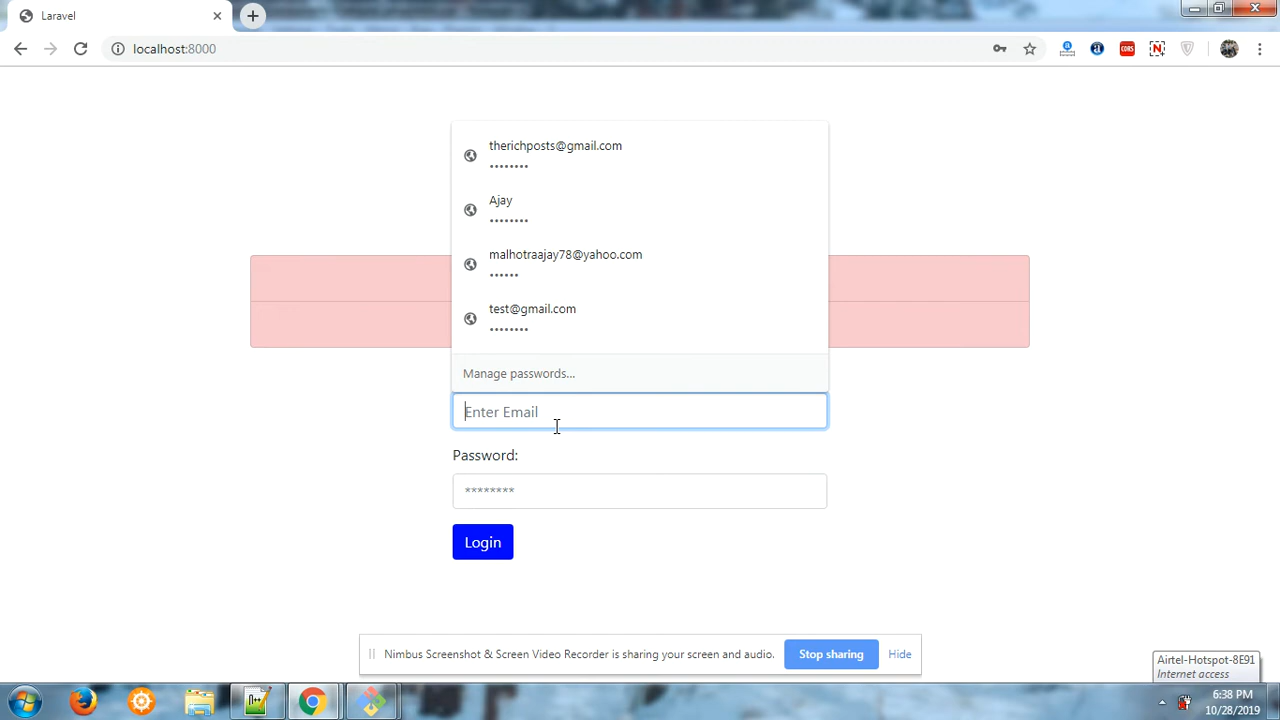 Laravel
localhost:8000
CORS
therichposts@gmail.com
••••••••
Ajay
••••••••
malhotraajay78@yahoo.com
••••••
test@gmail.com
••••••••
Manage passwords...
Enter Email
Password:
********
Login
Nimbus Screenshot & Screen Video Recorder is sharing your screen and audio.
Stop sharing
Hide
Airtel-Hotspot-8E91
Internet access
6:38 PM
10/28/2019